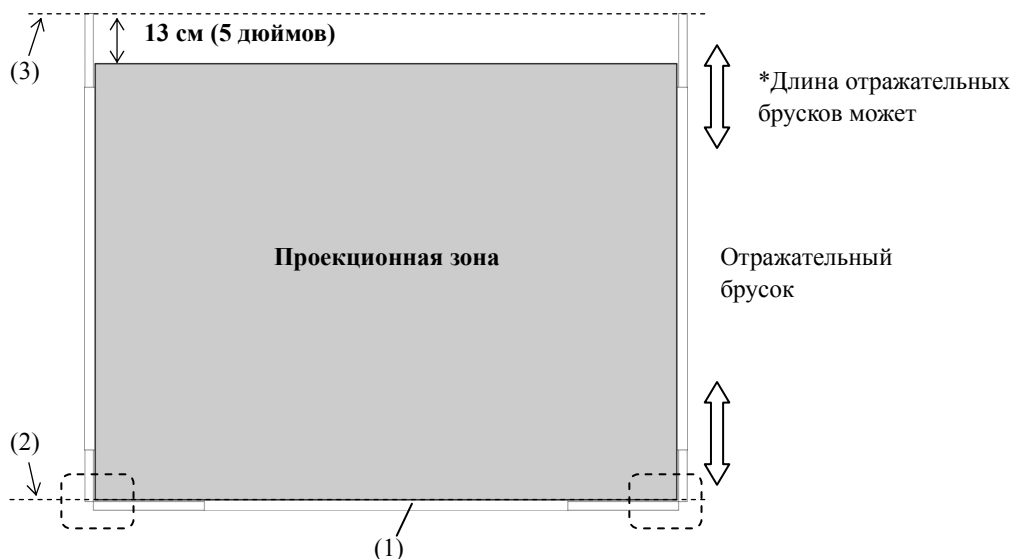 13 см (5 дюймов)
(3)
*Длина отражательных
брусков может
Проекционная зона
Отражательный
брусок
(2)
(1)